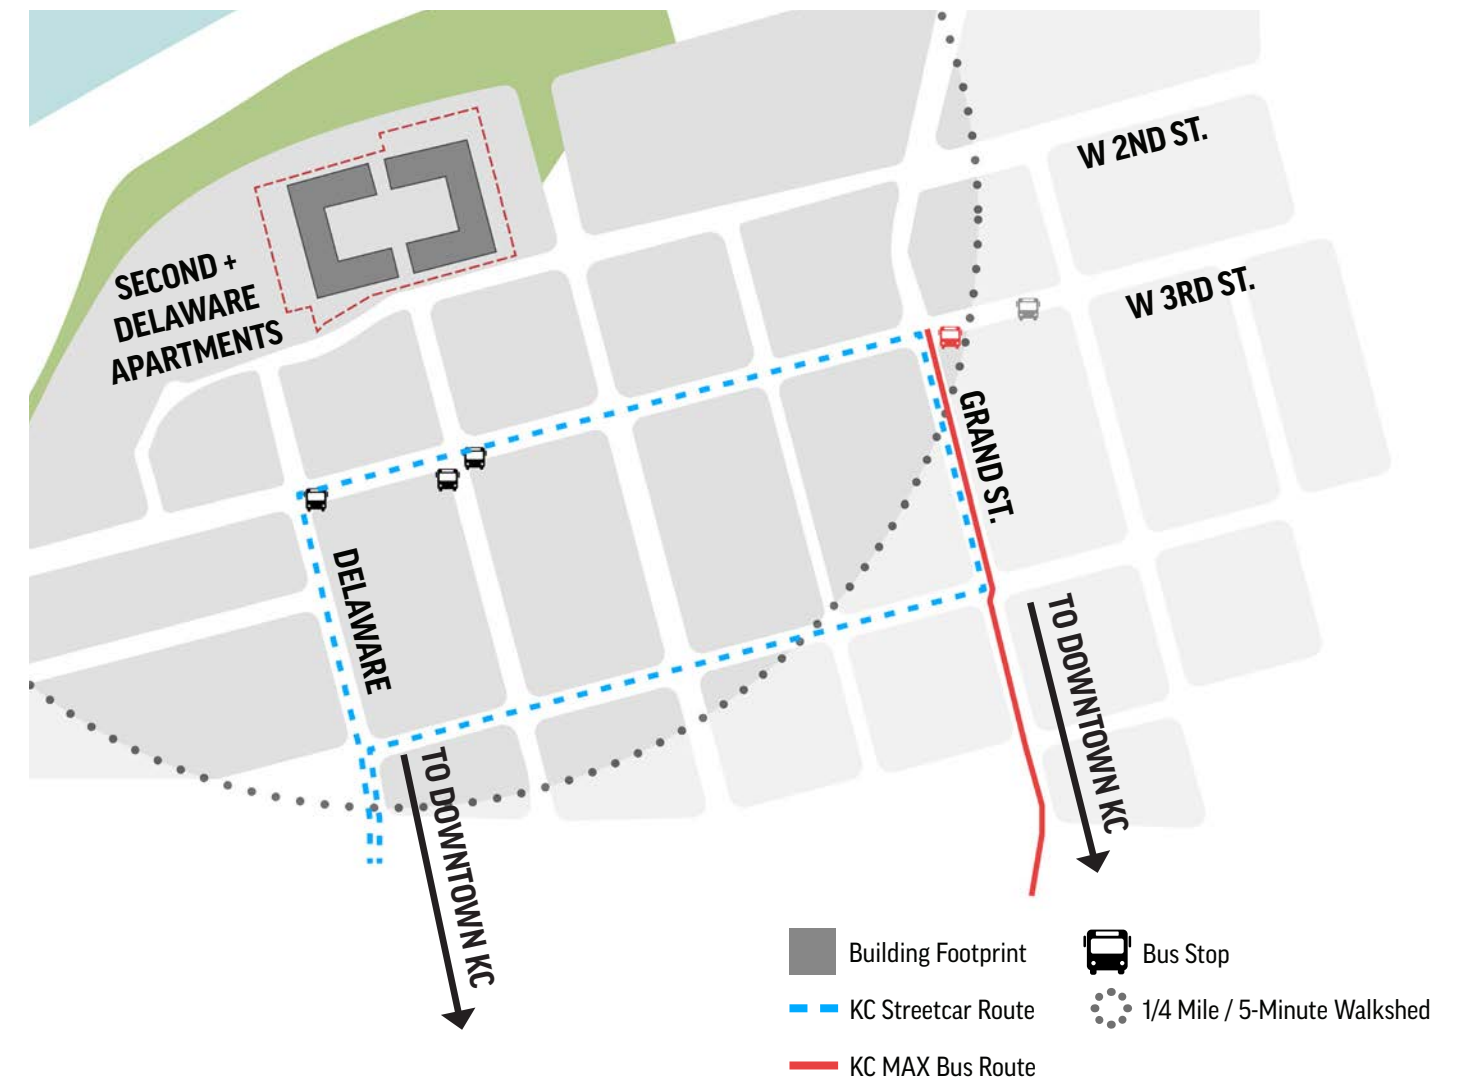 W 2ND ST.
W 3RD ST.
SECOND +
DELAWARE
APARTMENTS
GRAND ST.
DELAWARE
TO DOWNTOWN KC
TO DOWNTOWN KC
Building Footprint
Bus Stop
KC Streetcar Route
1/4 Mile / 5-Minute Walkshed
KC MAX Bus Route